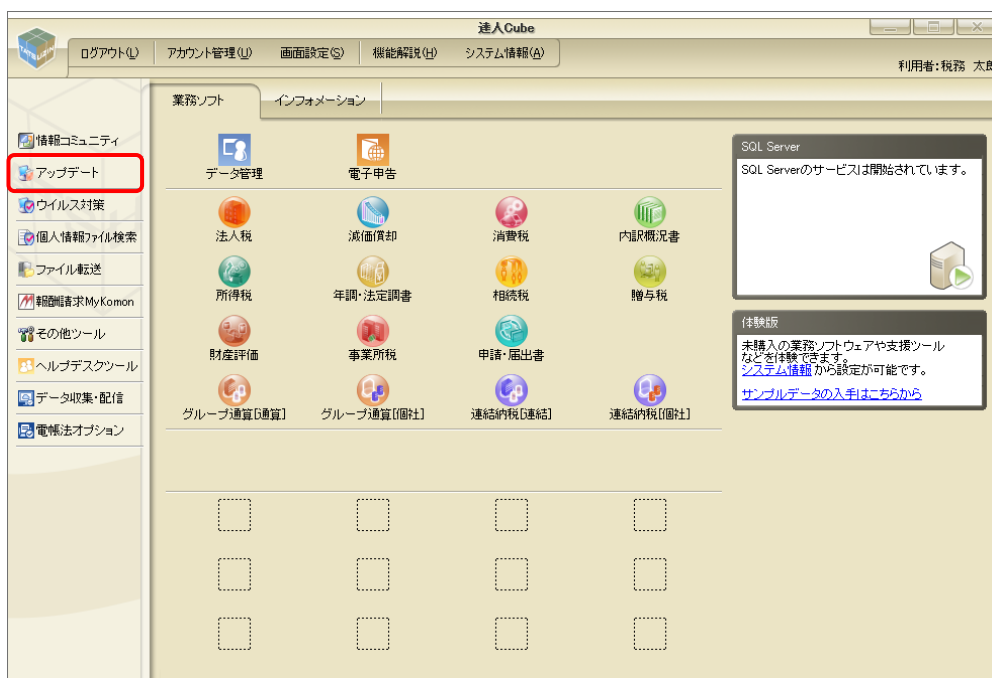 達人Cube
ログアウト(L)
アカウント管理(U)
画面設定(S)
機能解説(H)
システム情報(A)
利用者:税務 太郎
業務ソフト
インフォメーション
情報コミュニティ
アップデート
ウイルス対策
個人情報ファイル検索
ファイル転送
報酬請求MyKomon
その他ツール
ヘルプデスクツール
データ収集・配信
電帳法オプション
データ管理
電子申告
法人税
減価償却
消費税
内訳概況書
所得税
年調・法定調書
相続税
贈与税
財産評価
事業所税
申請・届出書
グループ通算[通算]
グループ通算[個社]
連結納税[連結]
連結納税[個社]
SQL Server
SQL Serverのサービスは開始されています。
体験版
未購入の業務ソフトウェアや支援ツール
などを体験できます。
システム情報から設定が可能です。
サンプルデータの入手はこちらから